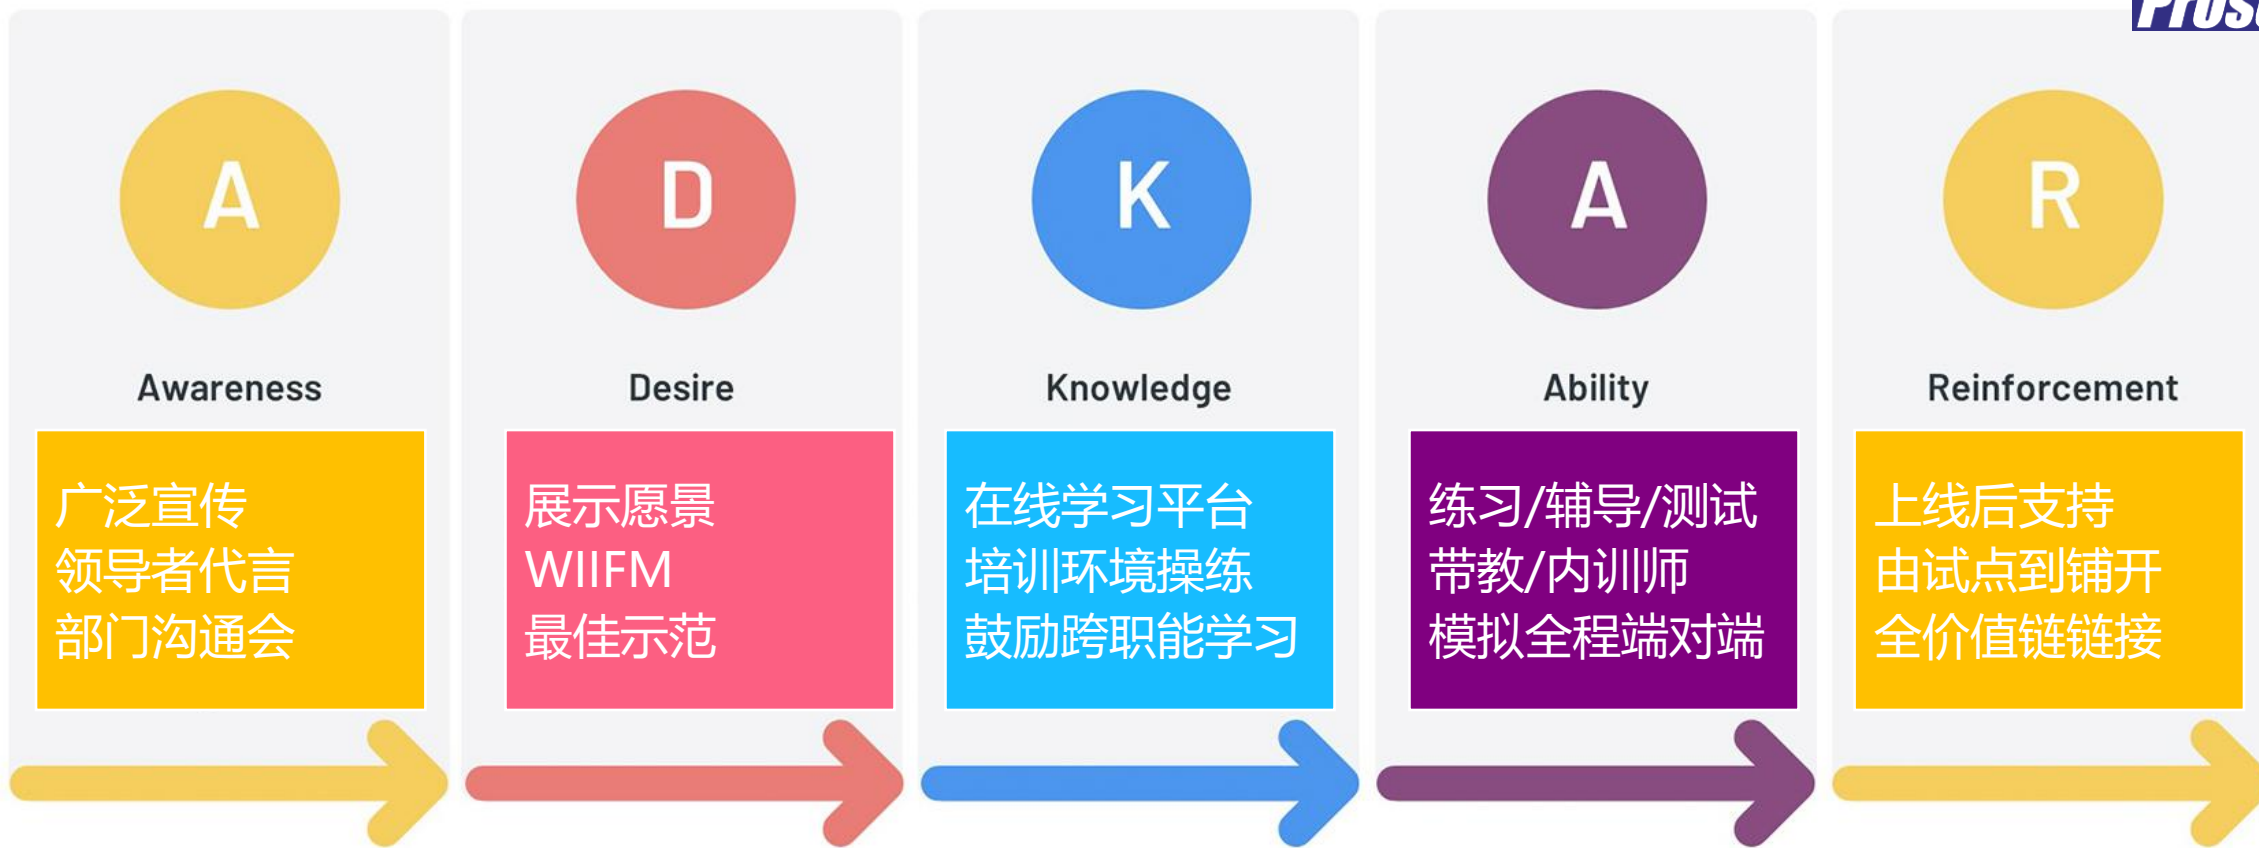 A
Awareness
广泛宣传
领导者代言
部门沟通会
D
Desire
展示愿景
WIIFM
最佳示范
K
Knowledge
在线学习平台
培训环境操练
鼓励跨职能学习
A
Ability
练习/辅导/测试
带教/内训师
模拟全程端对端
R
Reinforcement
上线后支持
由试点到铺开
全价值链链接